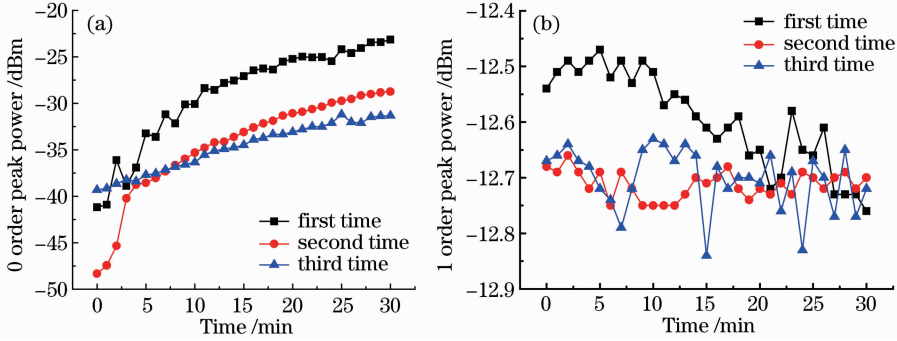 (a)
0 order peak power /dBm
−20
−25
−30
−35
−40
−45
−50
first time
second time
third time
0 5 10 15 20 25 30
Time /min
(b)
1 order peak power /dBm
−12.4
−12.5
−12.6
−12.7
−12.8
−12.9
first time
second time
third time
0 5 10 15 20 25 30
Time /min